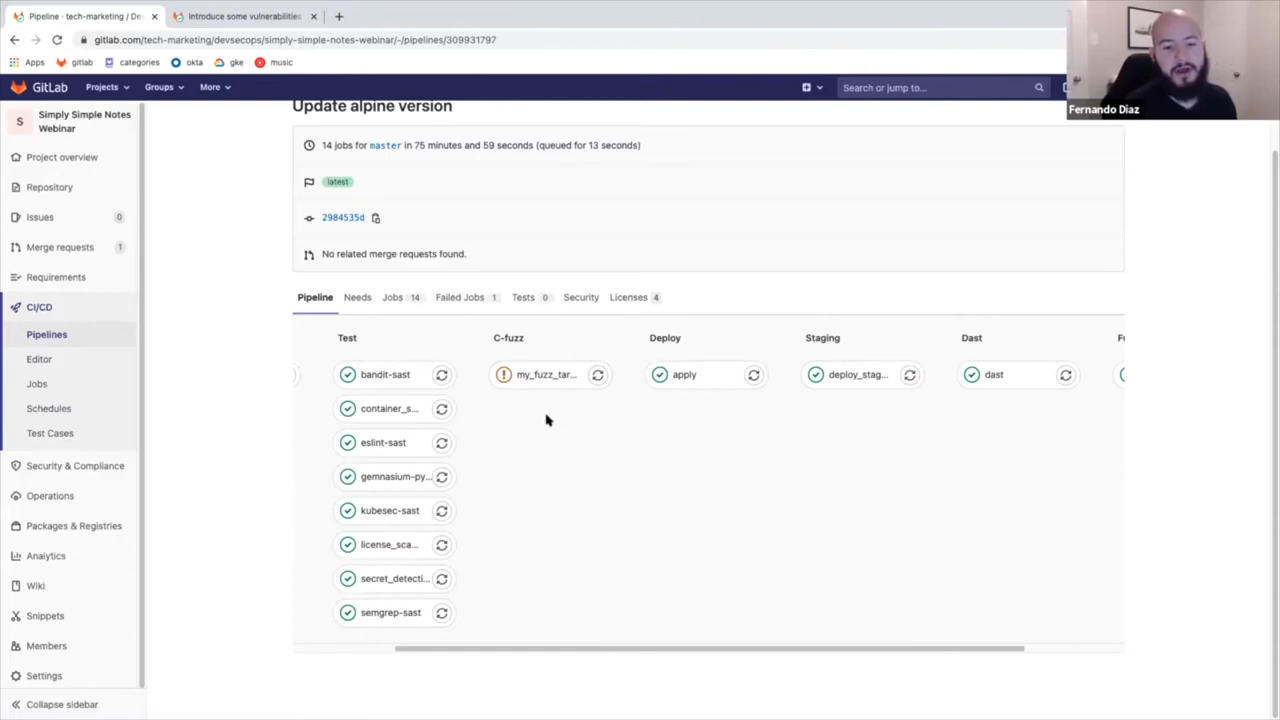 Pipeline · tech-marketing / De
Introduce some vulnerabilities
gitlab.com/tech-marketing/devsecops/simply-simple-notes-webinar/-/pipelines/309931797
Apps gitlab categories okta gke music
GitLab Projects Groups More Search or jump to...
Fernando Diaz
S Simply Simple Notes
Webinar
Project overview
Repository
Issues 0
Merge requests 1
Requirements
CI/CD
Pipelines
Editor
Jobs
Schedules
Test Cases
Security & Compliance
Operations
Packages & Registries
Analytics
Wiki
Snippets
Members
Settings
Collapse sidebar
Update alpine version
14 jobs for master in 75 minutes and 59 seconds (queued for 13 seconds)
latest
2984535d
No related merge requests found.
Pipeline Needs Jobs 14 Failed Jobs 1 Tests 0 Security Licenses 4
Test C-fuzz Deploy Staging Dast
bandit-sast my_fuzz_tar... apply deploy_stag... dast
container_s...
eslint-sast
gemnasium-py...
kubesec-sast
license_sca...
secret_detecti...
semgrep-sast